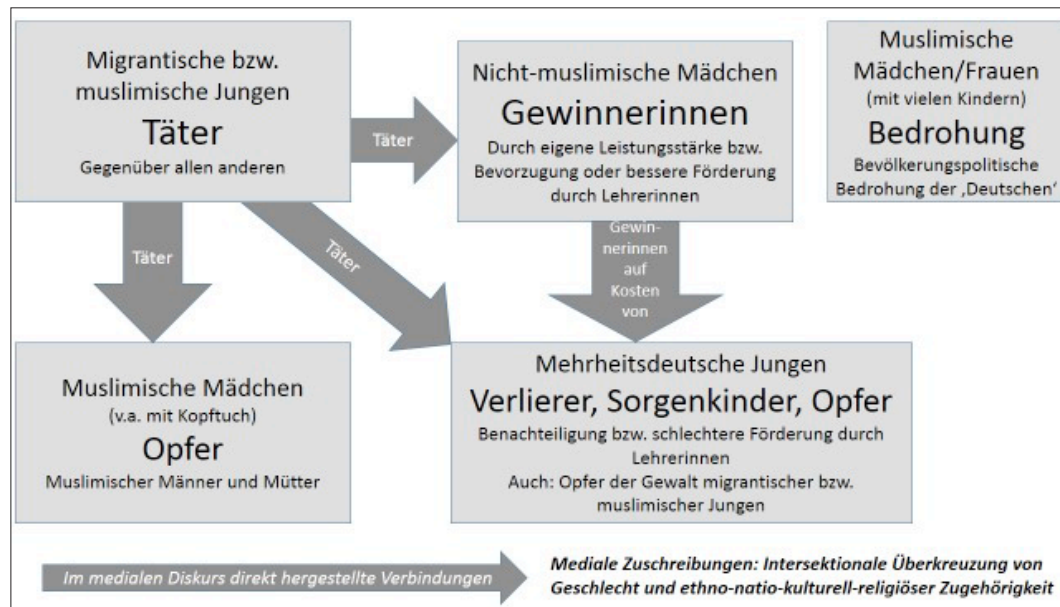 Migrantische bzw.
muslimische Jungen
Täter
Gegenüber allen anderen
Täter
Nicht-muslimische Mädchen
Gewinnerinnen
Durch eigene Leistungsstärke bzw.
Bevorzugung oder bessere Förderung
durch Lehrerinnen
Muslimische
Mädchen/Frauen
(mit vielen Kindern)
Bedrohung
Bevölkerungspolitische
Bedrohung der ‚Deutschen‘
Täter
Täter
Gewin-
nerinnen
auf
Kosten
von
Muslimische Mädchen
(v.a. mit Kopftuch)
Opfer
Muslimischer Männer und Mütter
Mehrheitsdeutsche Jungen
Verlierer, Sorgenkinder, Opfer
Benachteiligung bzw. schlechtere Förderung durch
Lehrerinnen
Auch: Opfer der Gewalt migrantischer bzw.
muslimischer Jungen
Im medialen Diskurs direkt hergestellte Verbindungen
Mediale Zuschreibungen: Intersektionale Überkreuzung von
Geschlecht und ethno-natio-kulturell-religiöser Zugehörigkeit